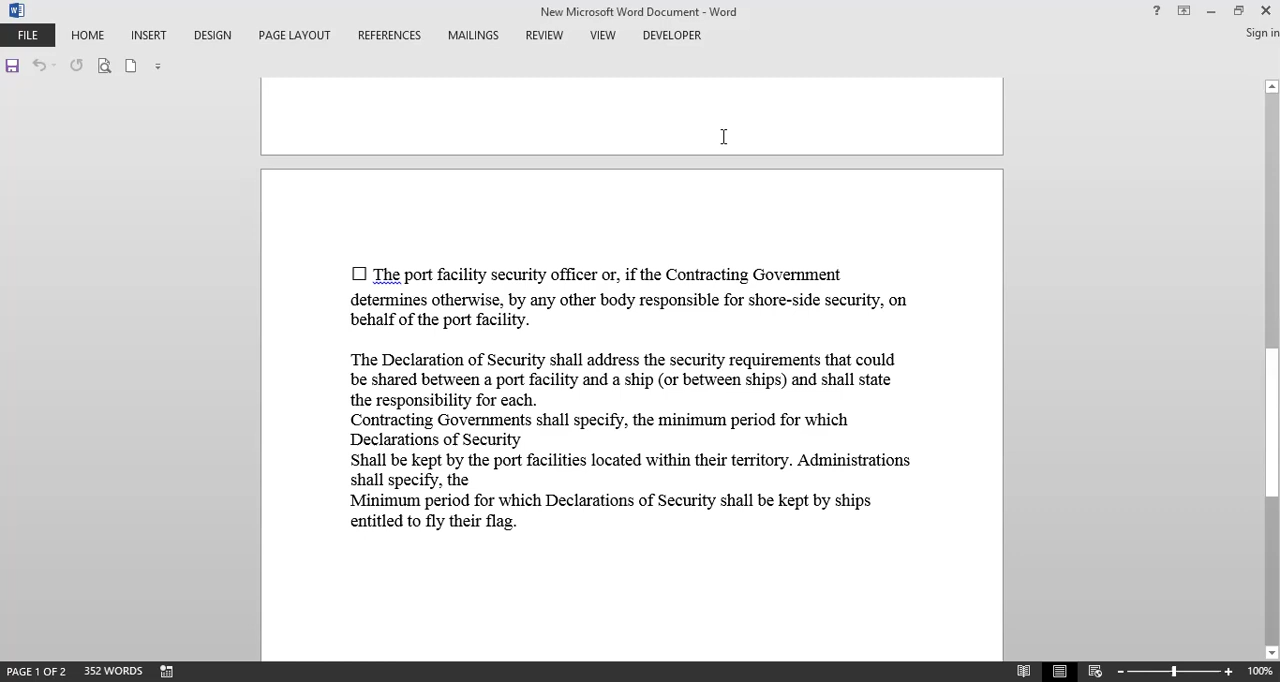 New Microsoft Word Document - Word
?
FILE HOME INSERT DESIGN PAGE LAYOUT REFERENCES MAILINGS REVIEW VIEW DEVELOPER
Sign in
☐ The port facility security officer or, if the Contracting Government
determines otherwise, by any other body responsible for shore-side security, on
behalf of the port facility.
The Declaration of Security shall address the security requirements that could
be shared between a port facility and a ship (or between ships) and shall state
the responsibility for each.
Contracting Governments shall specify, the minimum period for which
Declarations of Security
Shall be kept by the port facilities located within their territory. Administrations
shall specify, the
Minimum period for which Declarations of Security shall be kept by ships
entitled to fly their flag.
PAGE 1 OF 2 352 WORDS
100%